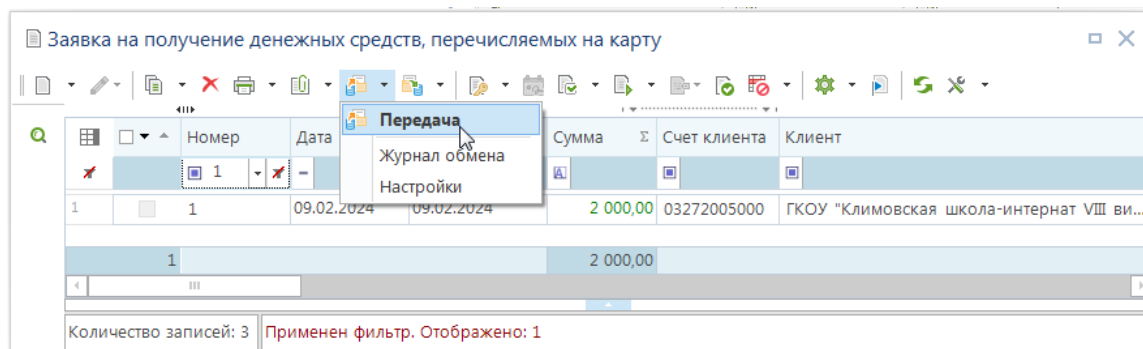 Заявка на получение денежных средств, перечисляемых на карту
Передача
Журнал обмена
Настройки
Номер Дата Сумма Σ Счет клиента Клиент
1
1 1 09.02.2024 09.02.2024 2 000,00 03272005000 ГКОУ "Климовская школа-интернат VIII ви...
1 2 000,00
Количество записей: 3 Применен фильтр. Отображено: 1